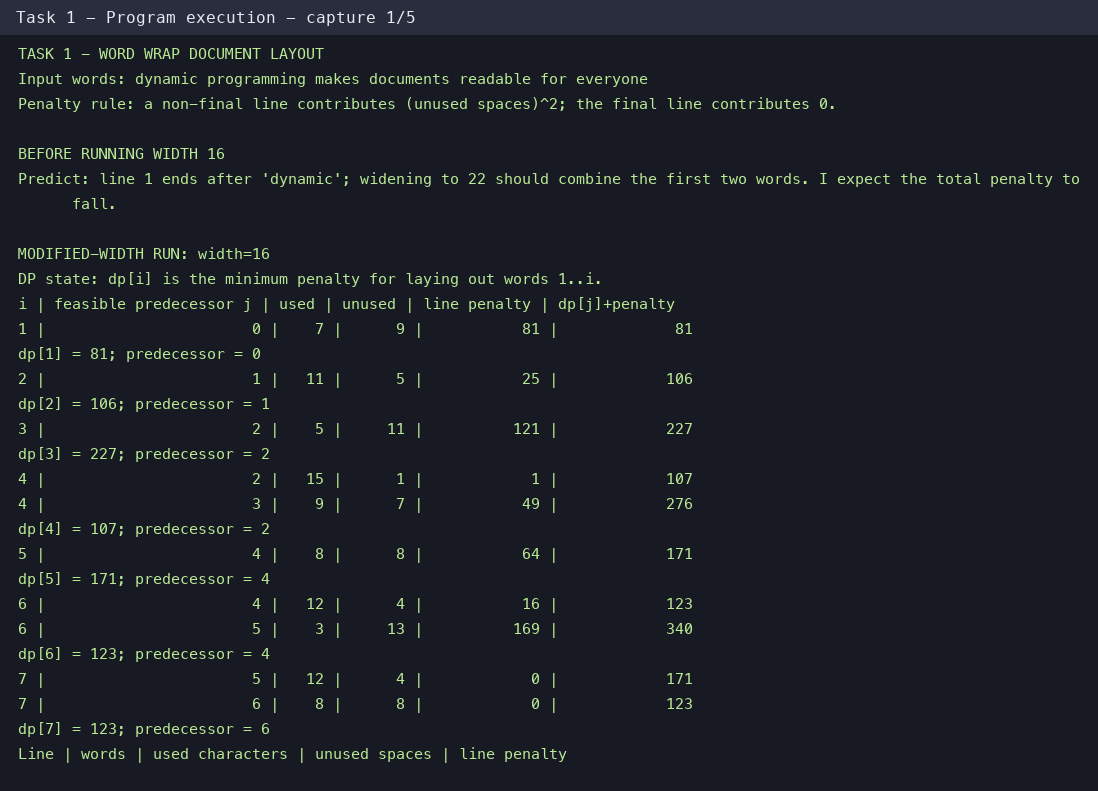 Task 1 — Program execution — capture 1/5
TASK 1 — WORD WRAP DOCUMENT LAYOUT
Input words: dynamic programming makes documents readable for everyone
Penalty rule: a non-final line contributes (unused spaces)^2; the final line contributes 0.
BEFORE RUNNING WIDTH 16
Predict: line 1 ends after 'dynamic'; widening to 22 should combine the first two words. I expect the total penalty to
fall.
MODIFIED-WIDTH RUN: width=16
DP state: dp[i] is the minimum penalty for laying out words 1..i.
i | feasible predecessor j | used | unused | line penalty | dp[j]+penalty
1 |                       0 |    7 |      9 |           81 |             81
dp[1] = 81; predecessor = 0
2 |                       1 |   11 |      5 |           25 |            106
dp[2] = 106; predecessor = 1
3 |                       2 |    5 |     11 |          121 |            227
dp[3] = 227; predecessor = 2
4 |                       2 |   15 |      1 |            1 |            107
4 |                       3 |    9 |      7 |           49 |            276
dp[4] = 107; predecessor = 2
5 |                       4 |    8 |      8 |           64 |            171
dp[5] = 171; predecessor = 4
6 |                       4 |   12 |      4 |           16 |            123
6 |                       5 |    3 |     13 |          169 |            340
dp[6] = 123; predecessor = 4
7 |                       5 |   12 |      4 |            0 |            171
7 |                       6 |    8 |      8 |            0 |            123
dp[7] = 123; predecessor = 6
Line | words | used characters | unused spaces | line penalty